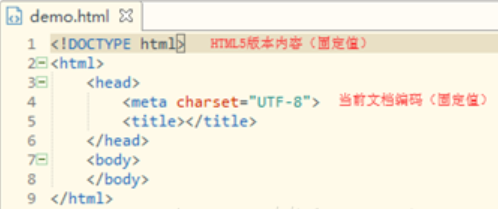 demo.html
1 <!DOCTYPE html> HTML5版本内容（固定值）
2 <html>
3 <head>
4 <meta charset="UTF-8"> 当前文档编码（固定值）
5 <title></title>
6 </head>
7 <body>
8 </body>
9 </html>